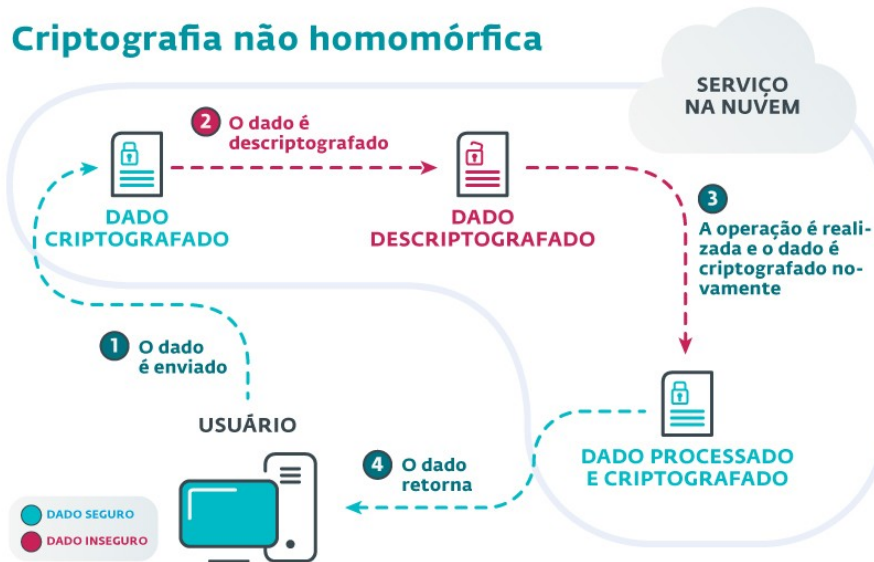 Criptografia não homomórfica
SERVIÇO
NA NUVEM
2 O dado é
descriptografado
DADO
CRIPTOGRAFADO
DADO
DESCRIPTOGRAFADO
3
A operação é reali-
zada e o dado é
criptografado no-
vamente
1 O dado
é enviado
USUÁRIO
DADO PROCESSADO
E CRIPTOGRAFADO
4 O dado
retorna
DADO SEGURO
DADO INSEGURO